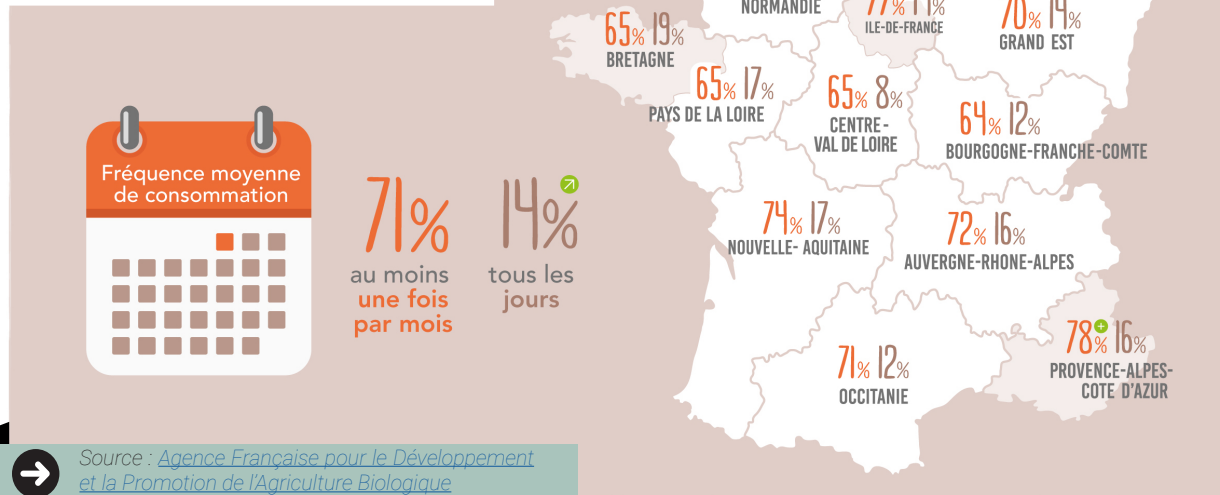 NORMANDIE
ILE-DE-FRANCE
70% 14%
GRAND EST
65% 19%
BRETAGNE
65% 17%
PAYS DE LA LOIRE
65% 8%
CENTRE-
VAL DE LOIRE
64% 12%
BOURGOGNE-FRANCHE-COMTE
Fréquence moyenne
de consommation
71%
au moins
une fois
par mois
14%
tous les
jours
74% 17%
NOUVELLE- AQUITAINE
72% 16%
AUVERGNE-RHONE-ALPES
78% 16%
PROVENCE-ALPES-
COTE D'AZUR
71% 12%
OCCITANIE
Source : Agence Française pour le Développement
et la Promotion de l'Agriculture Biologique